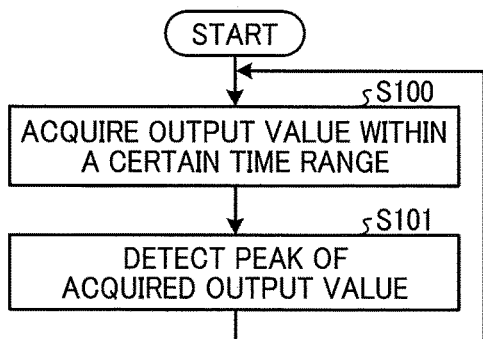 START
S100
ACQUIRE OUTPUT VALUE WITHIN
A CERTAIN TIME RANGE
S101
DETECT PEAK OF
ACQUIRED OUTPUT VALUE